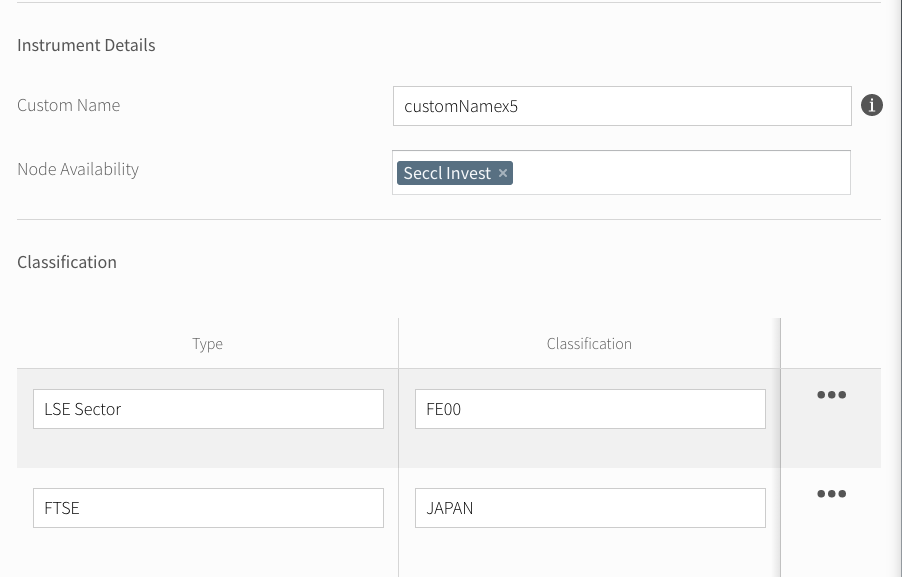 Instrument Details
Custom Name
customNamex5
Node Availability
Seccl Invest ×
Classification
Type
Classification
LSE Sector
FE00
FTSE
JAPAN